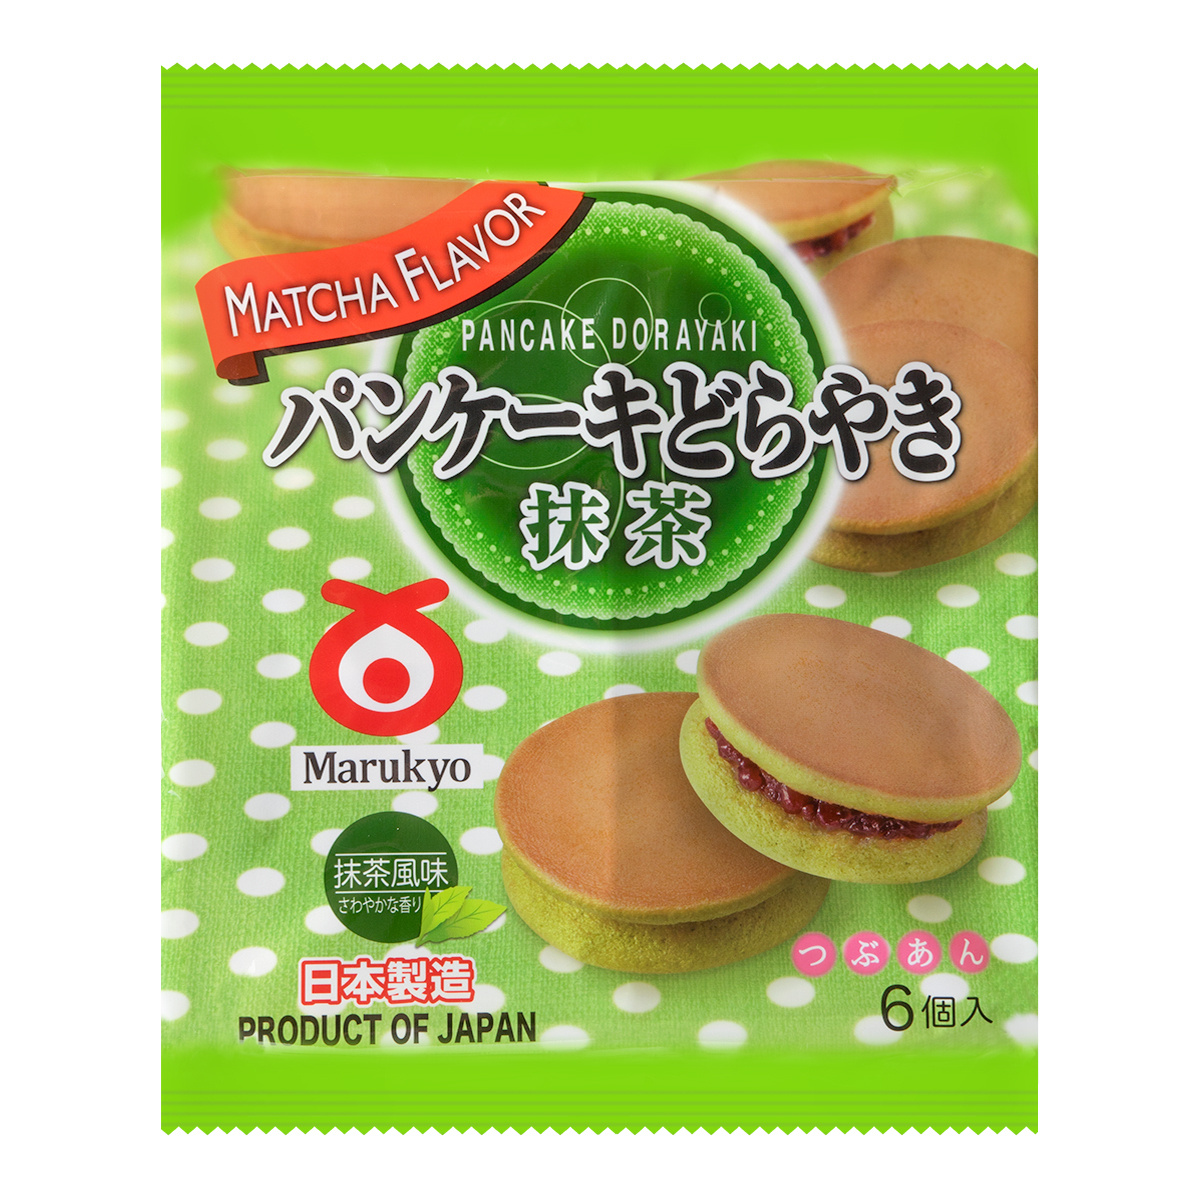 MATCHA FLAVOR
PANCAKE DORAYAKI
パンケーキどらやき
抹茶
Marukyo
抹茶風味
さわやかな香り
つぶあん
日本製造
6個入
PRODUCT OF JAPAN